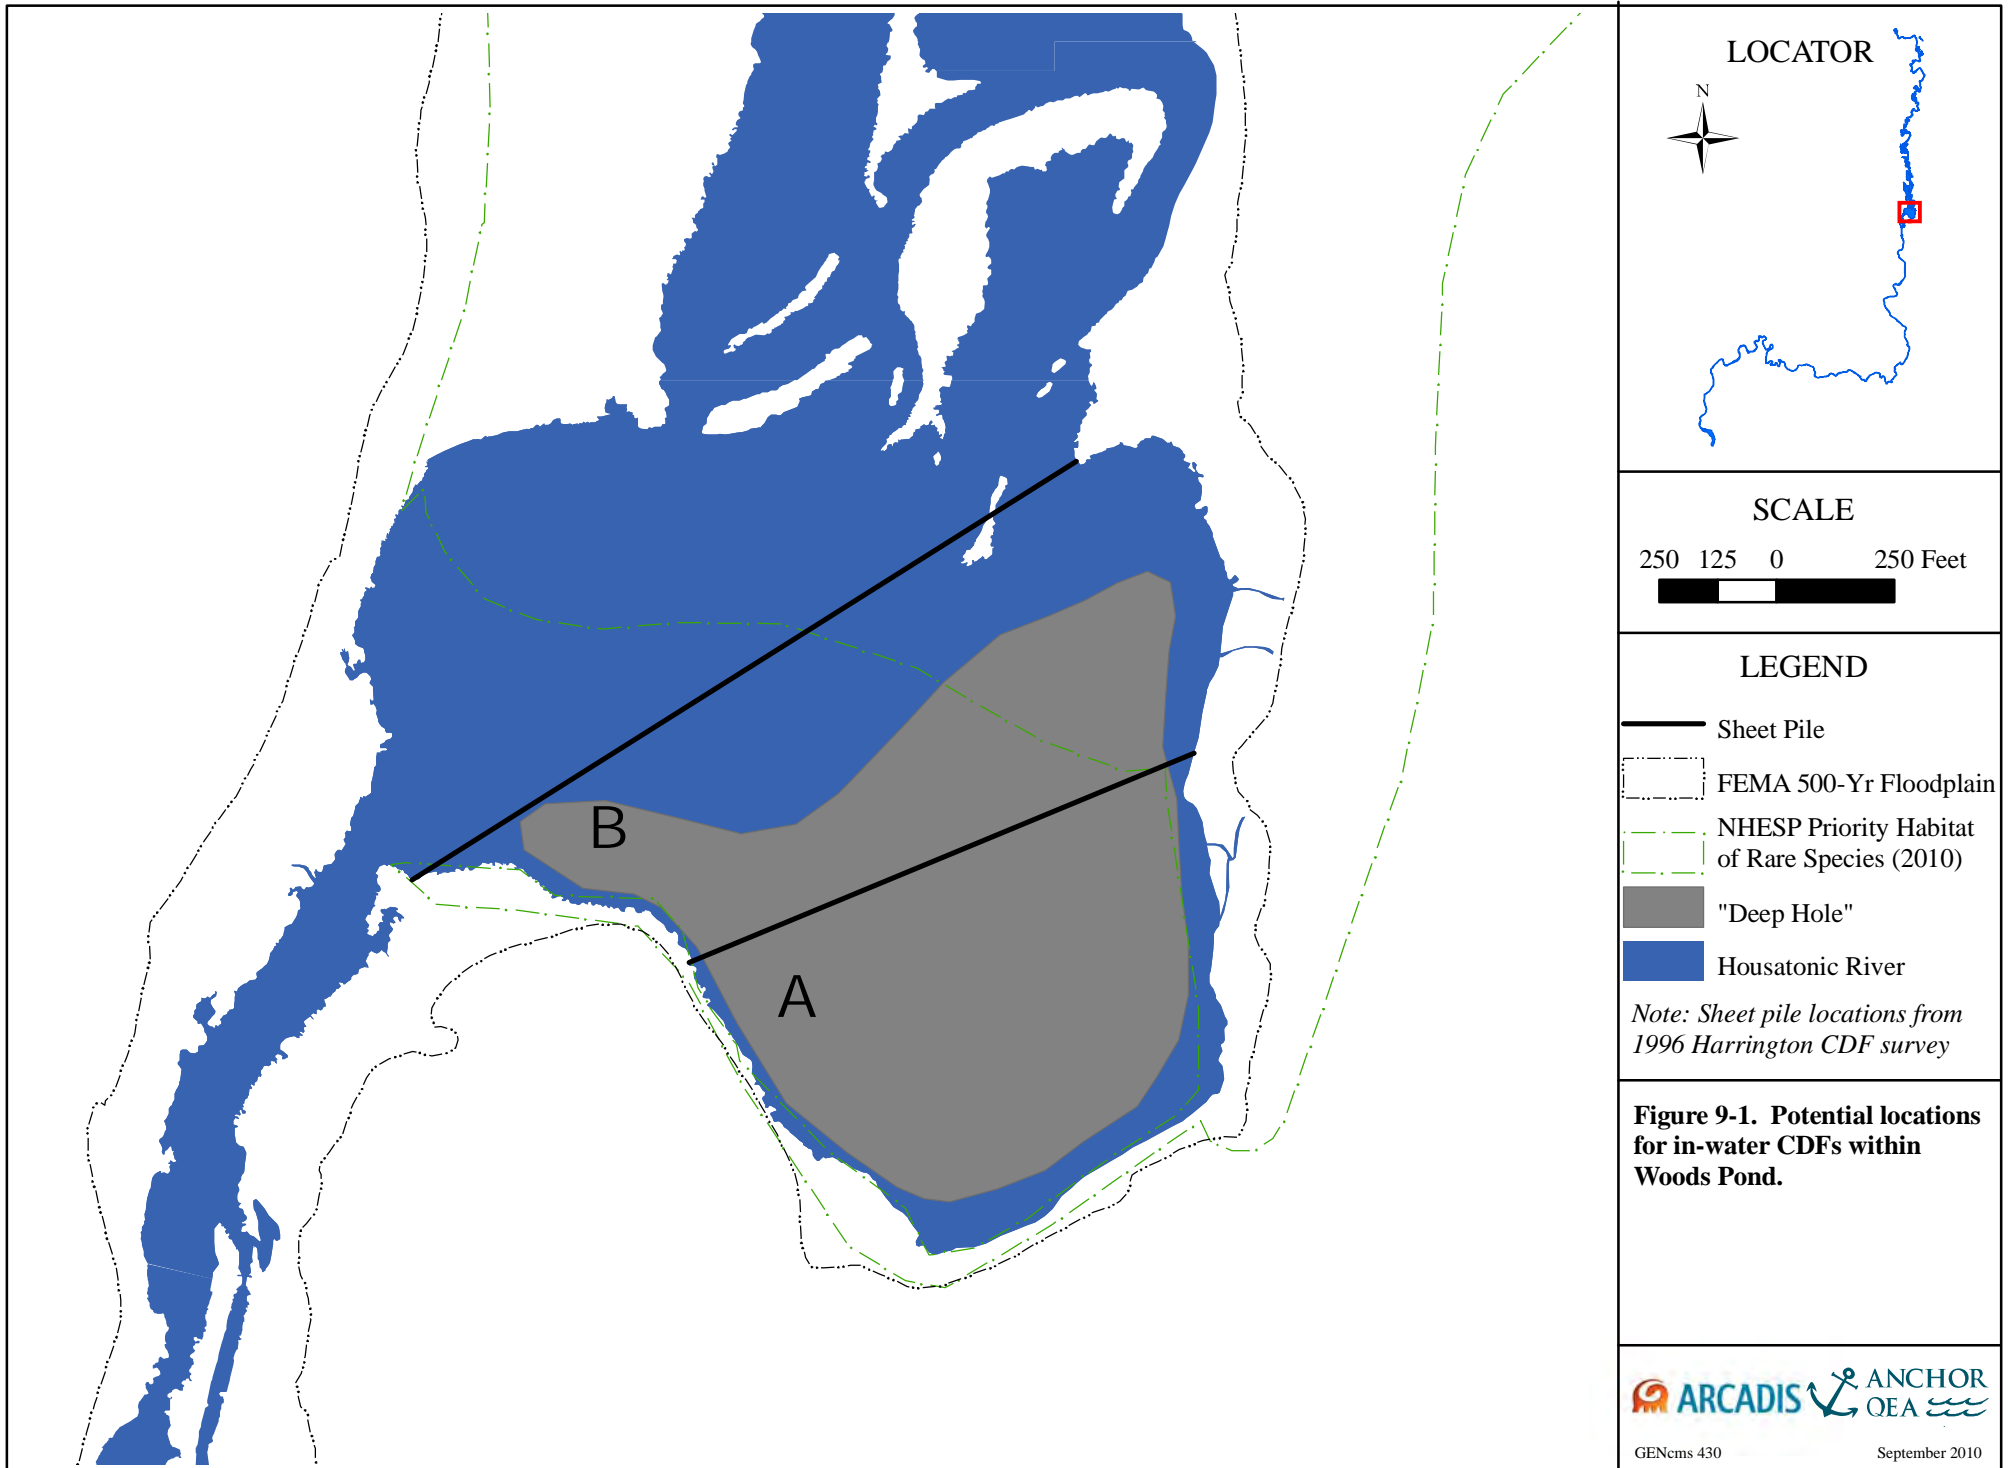 B
A
LOCATOR
N
SCALE
250 125 0 250 Feet
LEGEND
Sheet Pile
FEMA 500-Yr Floodplain
NHESP Priority Habitat
of Rare Species (2010)
"Deep Hole"
Housatonic River
Note: Sheet pile locations from
1996 Harrington CDF survey
Figure 9-1. Potential locations
for in-water CDFs within
Woods Pond.
ARCADIS
ANCHOR
QEA
GENcms 430 September 2010